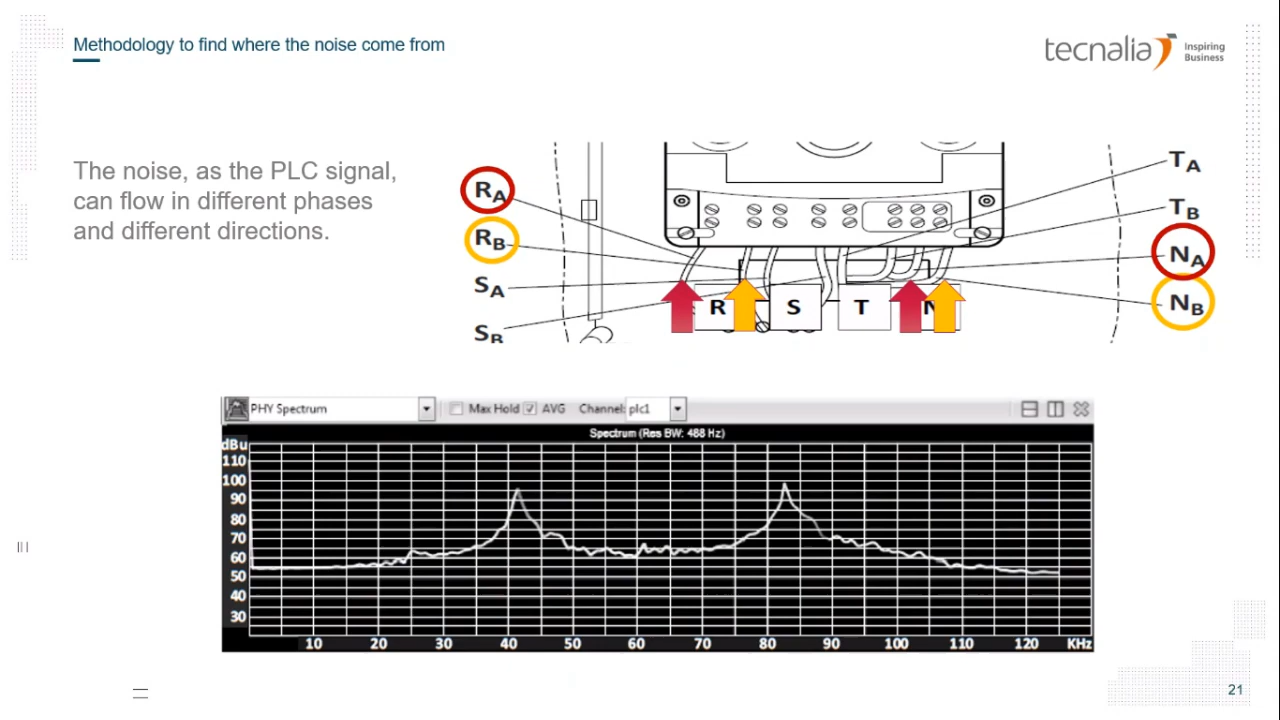 Methodology to find where the noise come from
tecnalia Inspiring
Business
The noise, as the PLC signal,
can flow in different phases
and different directions.
RA
RB
SA
SB
TA
TB
NA
NB
R S T N
PHY Spectrum Max Hold AVG Channel: plc1
Spectrum (Res BW: 488 Hz)
dBu
110
100
90
80
70
60
50
40
30
10 20 30 40 50 60 70 80 90 100 110 120 KHz
21